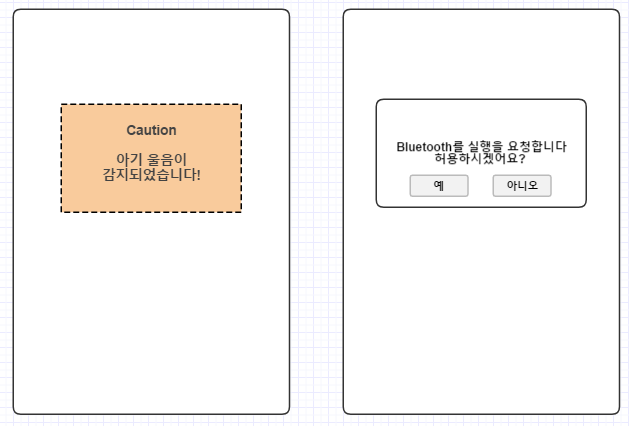 Caution
아기 울음이
감지되었습니다!
Bluetooth를 실행을 요청합니다
허용하시겠어요?
예
아니오